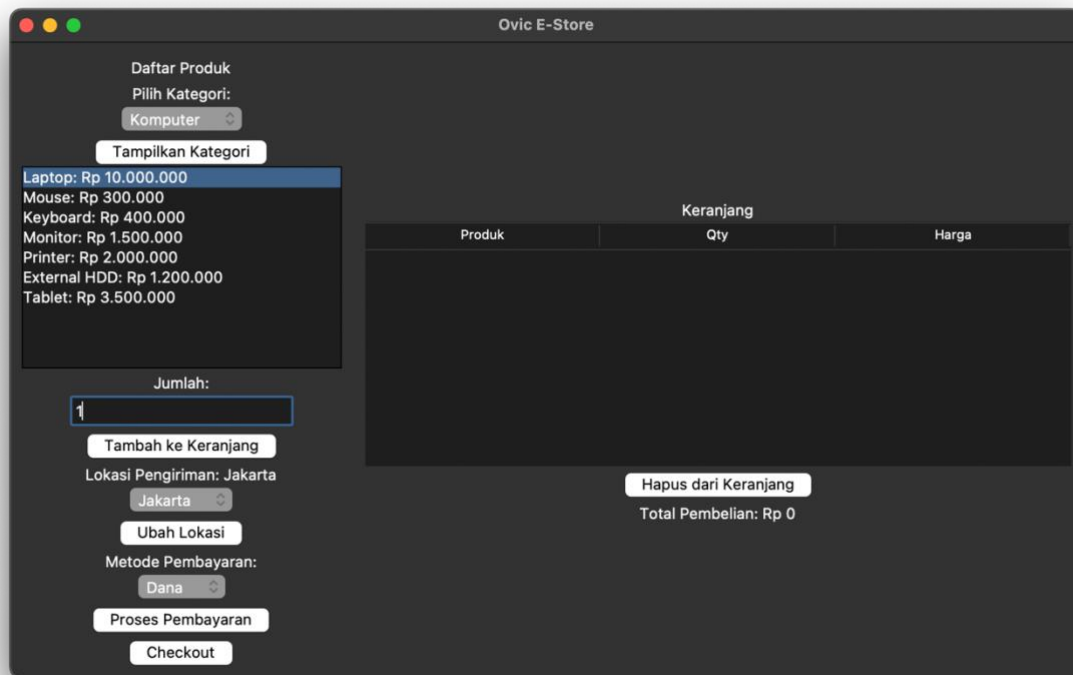 Ovic E-Store
Daftar Produk
Pilih Kategori:
Komputer
Tampilkan Kategori
Laptop: Rp 10.000.000
Mouse: Rp 300.000
Keyboard: Rp 400.000
Monitor: Rp 1.500.000
Printer: Rp 2.000.000
External HDD: Rp 1.200.000
Tablet: Rp 3.500.000
Jumlah:
1
Tambah ke Keranjang
Lokasi Pengiriman: Jakarta
Jakarta
Ubah Lokasi
Metode Pembayaran:
Dana
Proses Pembayaran
Checkout
Keranjang
Produk Qty Harga
Hapus dari Keranjang
Total Pembelian: Rp 0